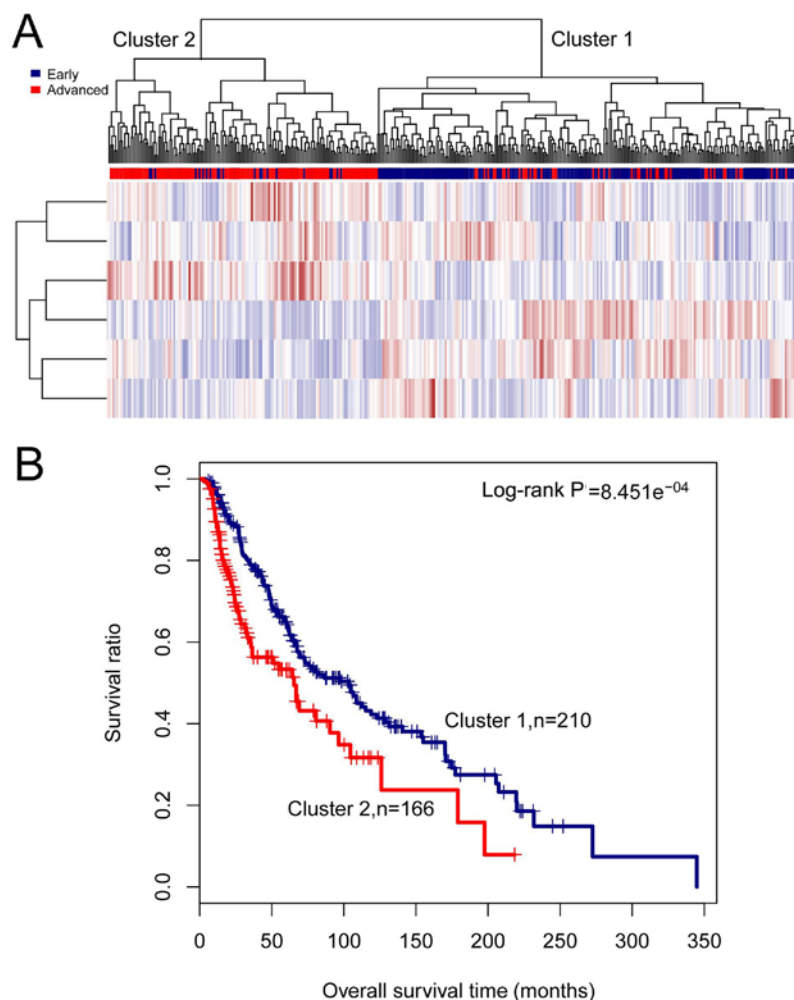 A
Cluster 2
Cluster 1
Early
Advanced
B
Log-rank P =8.451e⁻⁰⁴
Survival ratio
1.0
0.8
0.6
0.4
0.2
0.0
Cluster 1,n=210
Cluster 2,n=166
0 50 100 150 200 250 300 350
Overall survival time (months)